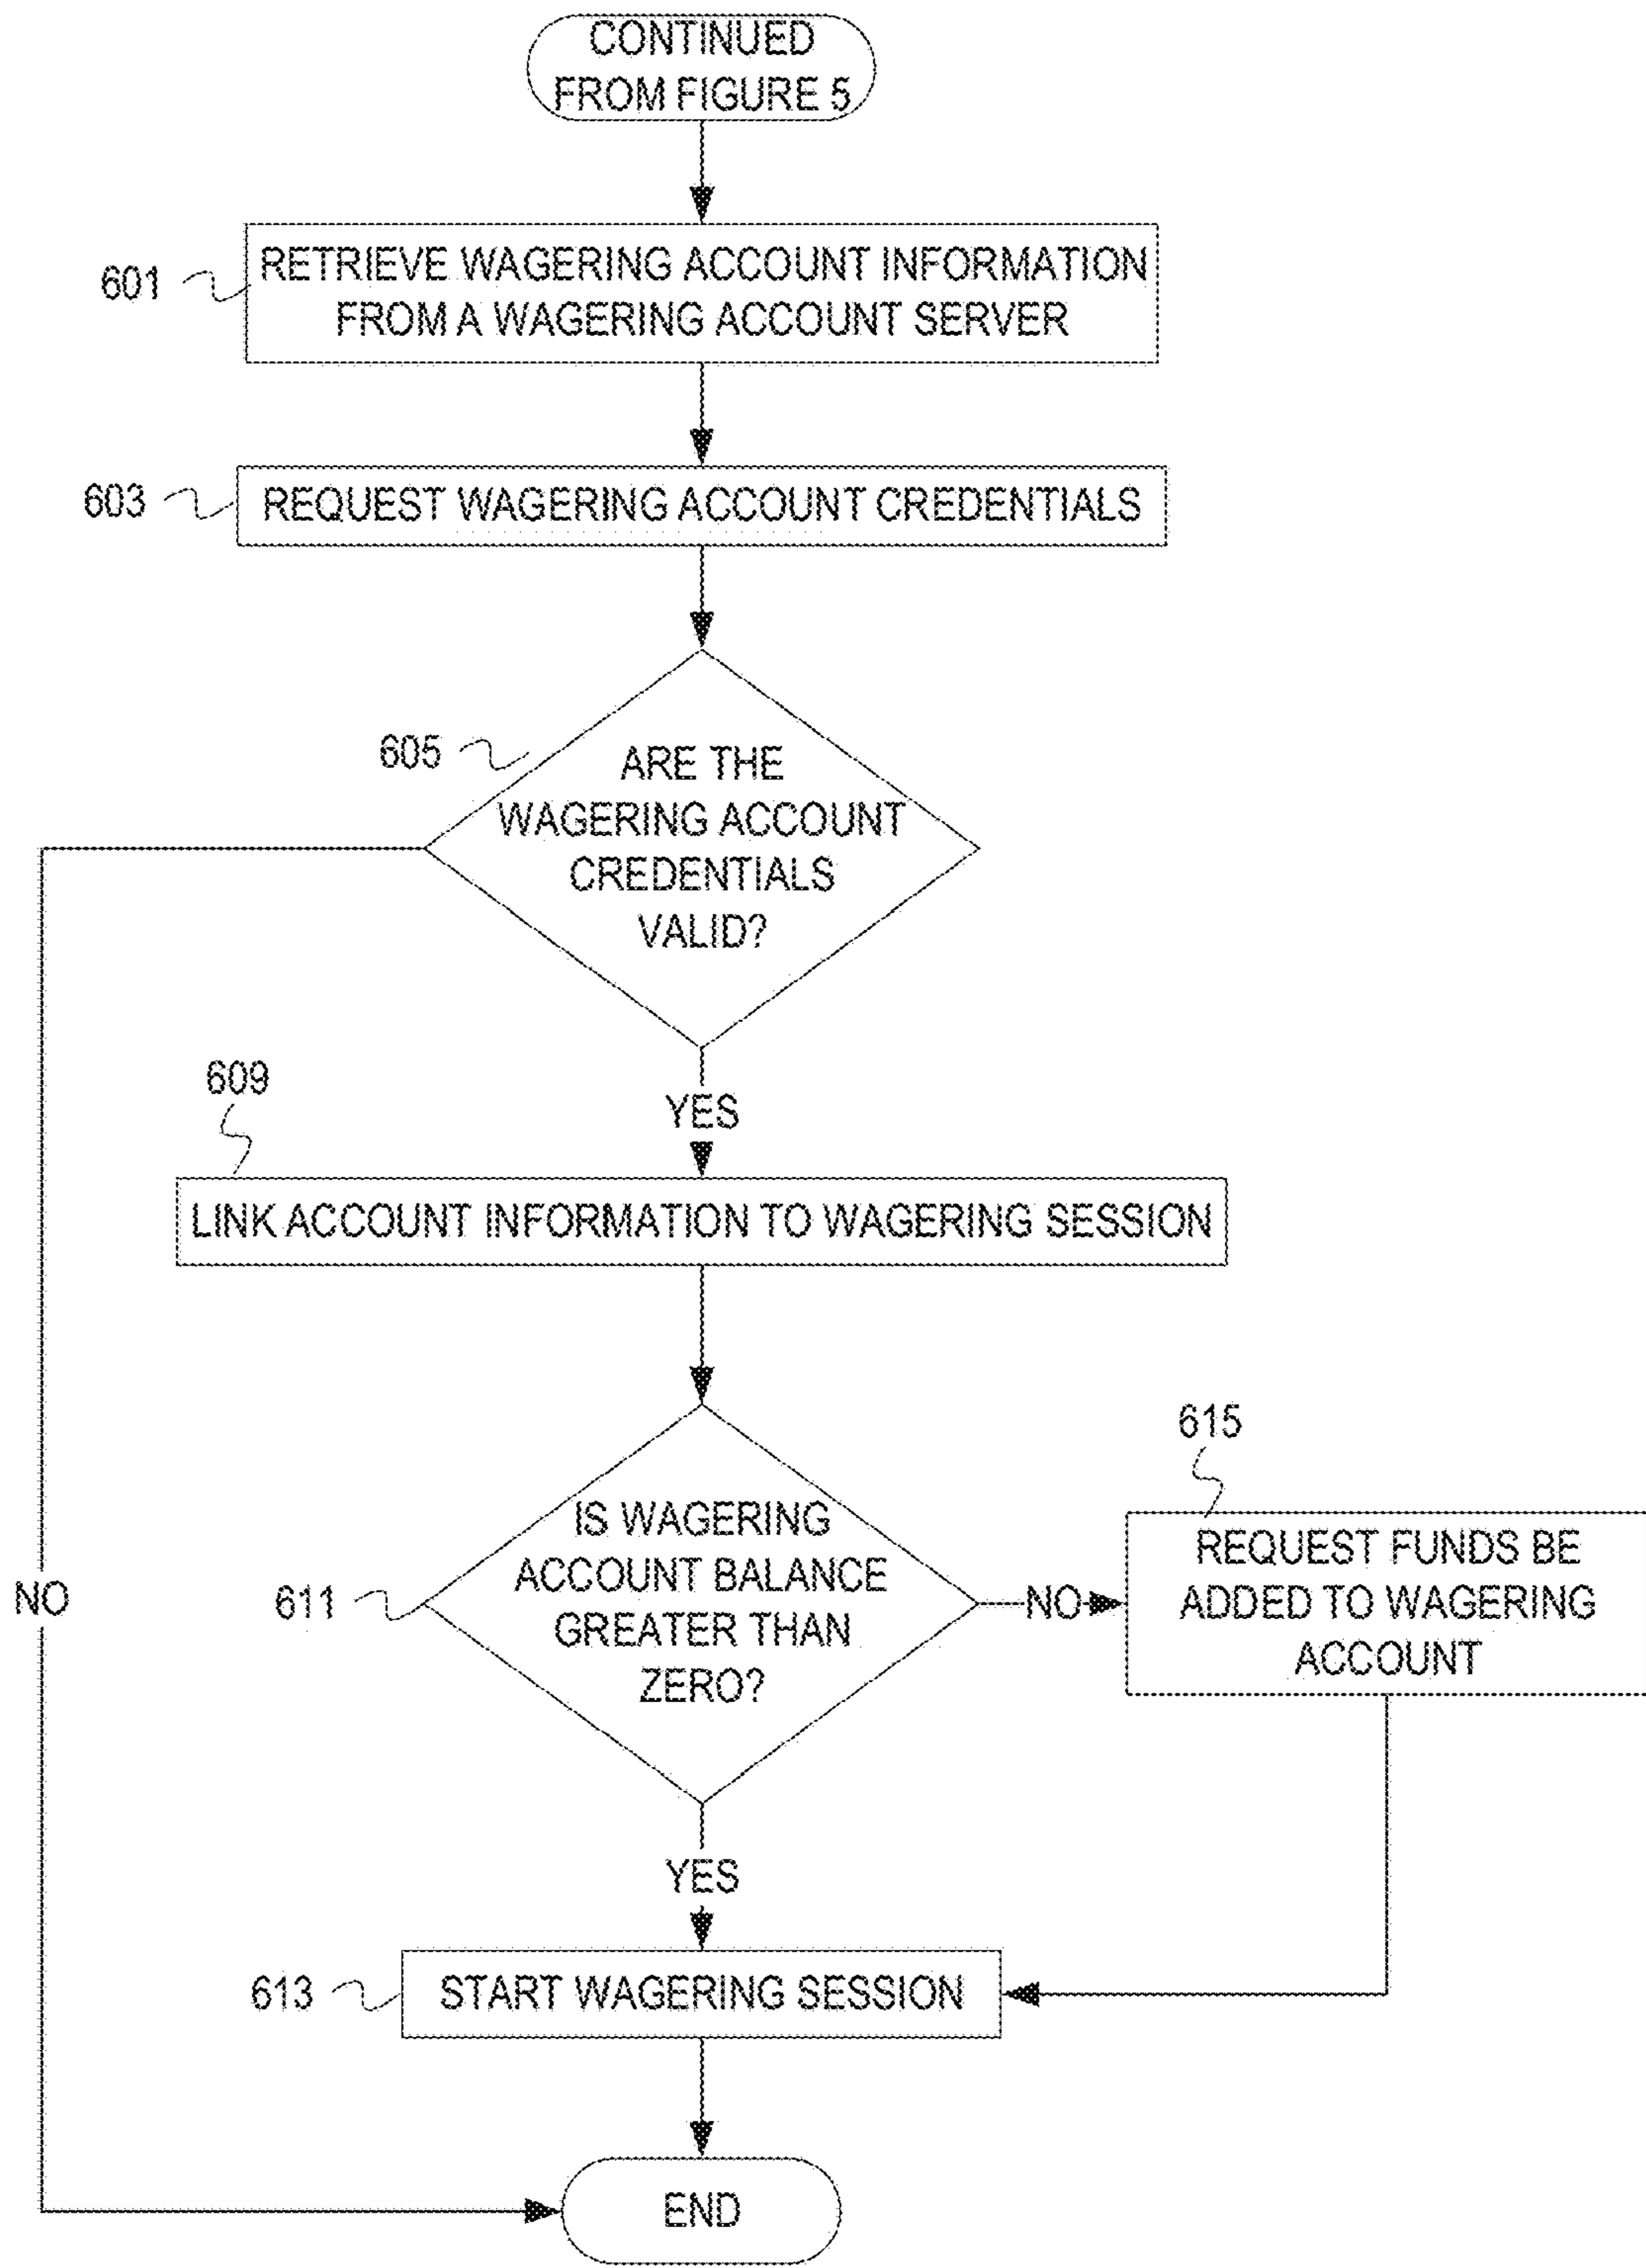 CONTINUED
FROM FIGURE 5
601
RETRIEVE WAGERING ACCOUNT INFORMATION
FROM A WAGERING ACCOUNT SERVER
603
REQUEST WAGERING ACCOUNT CREDENTIALS
605
ARE THE
WAGERING ACCOUNT
CREDENTIALS
VALID?
609
YES
LINK ACCOUNT INFORMATION TO WAGERING SESSION
615
611
IS WAGERING
ACCOUNT BALANCE
GREATER THAN
ZERO?
NO
REQUEST FUNDS BE
ADDED TO WAGERING
ACCOUNT
NO
YES
613
START WAGERING SESSION
END